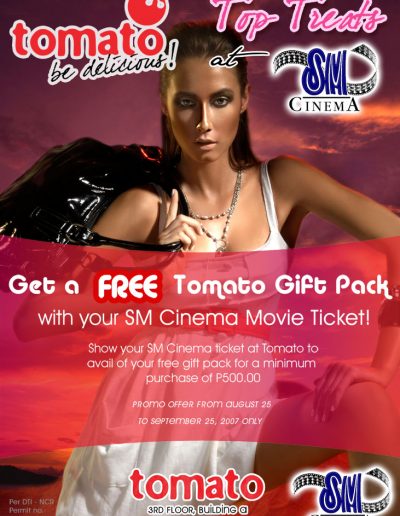 tomato
be delicious!
Top Treats
at
SM
CINEMA
Get a FREE Tomato Gift Pack
with your SM Cinema Movie Ticket!
Show your SM Cinema ticket at Tomato to
avail of your free gift pack for a minimum
purchase of P500.00
PROMO OFFER FROM AUGUST 25
TO SEPTEMBER 25, 2007 ONLY
Per DTI - NCR
Permit no.
tomato
3RD FLOOR, BUILDING a
SM